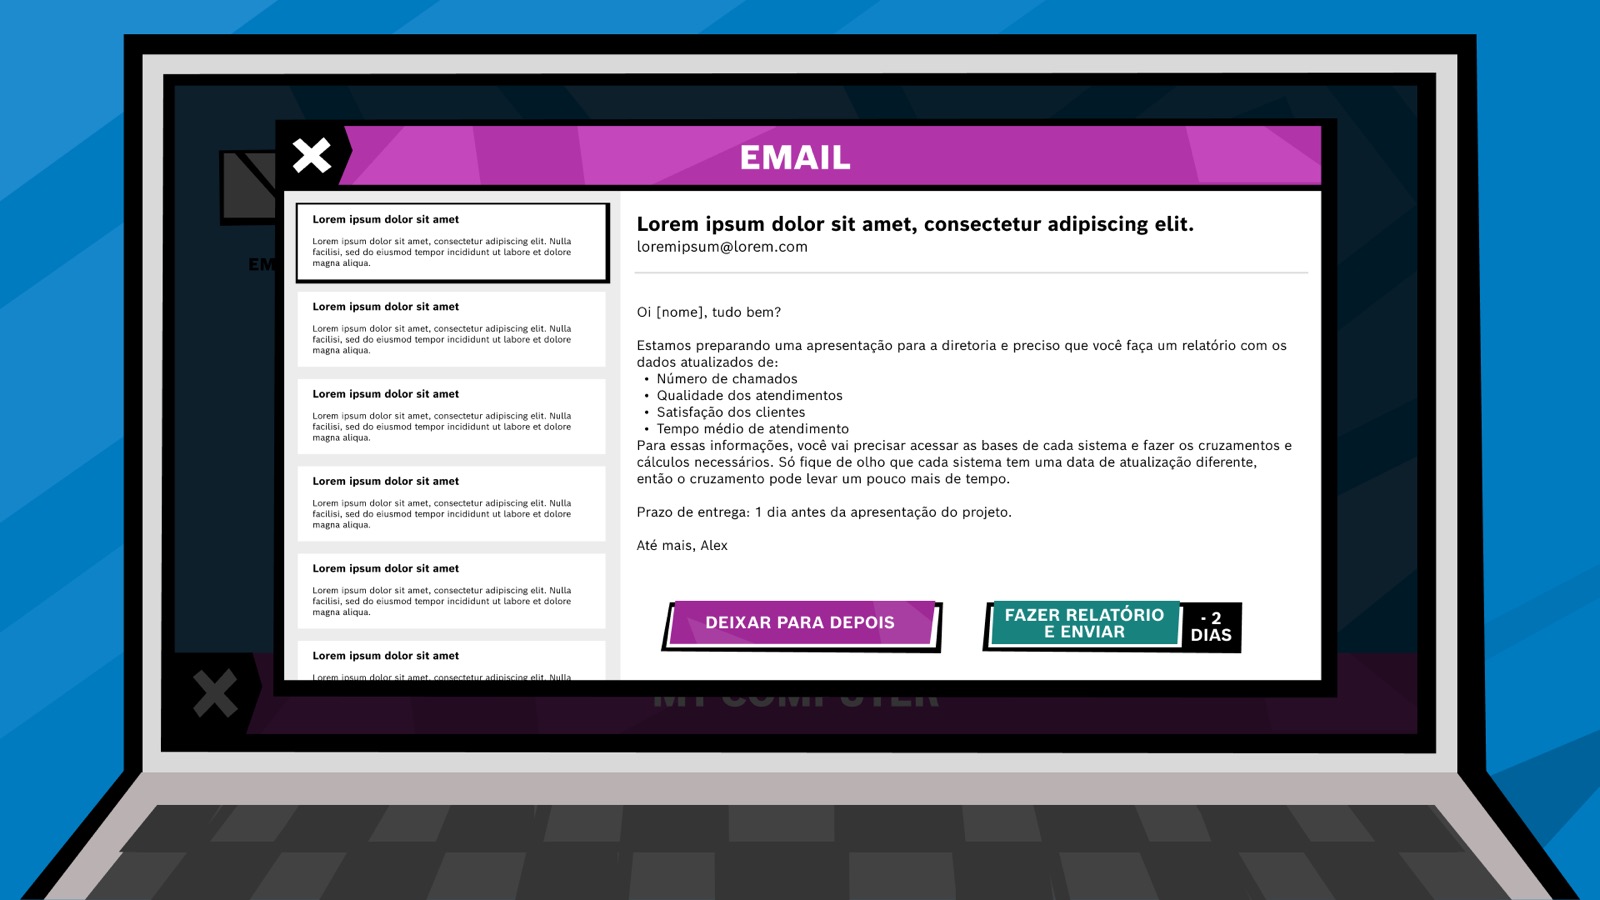 EMAIL
EM
Lorem ipsum dolor sit amet
Lorem ipsum dolor sit amet, consectetur adipiscing elit. Nulla
facilisi, sed do eiusmod tempor incididunt ut labore et dolore
magna aliqua.
Lorem ipsum dolor sit amet
Lorem ipsum dolor sit amet, consectetur adipiscing elit. Nulla
facilisi, sed do eiusmod tempor incididunt ut labore et dolore
magna aliqua.
Lorem ipsum dolor sit amet
Lorem ipsum dolor sit amet, consectetur adipiscing elit. Nulla
facilisi, sed do eiusmod tempor incididunt ut labore et dolore
magna aliqua.
Lorem ipsum dolor sit amet
Lorem ipsum dolor sit amet, consectetur adipiscing elit. Nulla
facilisi, sed do eiusmod tempor incididunt ut labore et dolore
magna aliqua.
Lorem ipsum dolor sit amet
Lorem ipsum dolor sit amet, consectetur adipiscing elit. Nulla
facilisi, sed do eiusmod tempor incididunt ut labore et dolore
magna aliqua.
Lorem ipsum dolor sit amet
Lorem ipsum dolor sit amet, consectetur adipiscing elit. Nulla
Lorem ipsum dolor sit amet, consectetur adipiscing elit.
loremipsum@lorem.com
Oi [nome], tudo bem?
Estamos preparando uma apresentação para a diretoria e preciso que você faça um relatório com os
dados atualizados de:
• Número de chamados
• Qualidade dos atendimentos
• Satisfação dos clientes
• Tempo médio de atendimento
Para essas informações, você vai precisar acessar as bases de cada sistema e fazer os cruzamentos e
cálculos necessários. Só fique de olho que cada sistema tem uma data de atualização diferente,
então o cruzamento pode levar um pouco mais de tempo.
Prazo de entrega: 1 dia antes da apresentação do projeto.
Até mais, Alex
DEIXAR PARA DEPOIS
FAZER RELATÓRIO
E ENVIAR
- 2
DIAS
MY COMPUTER